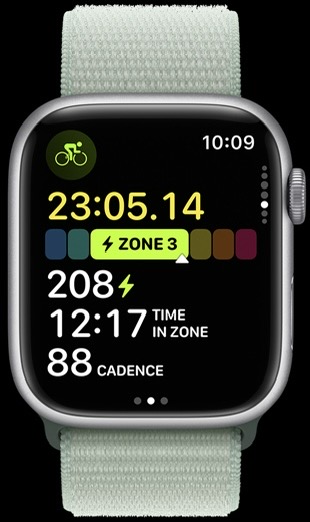 10:09
23:05.14
ZONE 3
208
12:17 TIME
IN ZONE
88 CADENCE